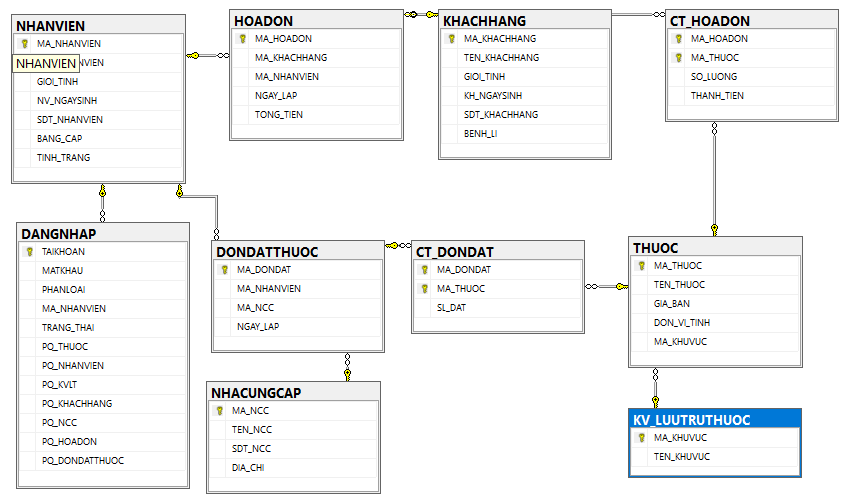 NHANVIEN
MA_NHANVIEN
NHANVIEN
NVIEN
GIOI_TINH
NV_NGAYSINH
SDT_NHANVIEN
BANG_CAP
TINH_TRANG
HOADON
MA_HOADON
MA_KHACHHANG
MA_NHANVIEN
NGAY_LAP
TONG_TIEN
KHACHHANG
MA_KHACHHANG
TEN_KHACHHANG
GIOI_TINH
KH_NGAYSINH
SDT_KHACHHANG
BENH_LI
CT_HOADON
MA_HOADON
MA_THUOC
SO_LUONG
THANH_TIEN
DANGNHAP
TAIKHOAN
MATKHAU
PHANLOAI
MA_NHANVIEN
TRANG_THAI
PQ_THUOC
PQ_NHANVIEN
PQ_KVLT
PQ_KHACHHANG
PQ_NCC
PQ_HOADON
PQ_DONDATTHUOC
DONDATTHUOC
MA_DONDAT
MA_NHANVIEN
MA_NCC
NGAY_LAP
CT_DONDAT
MA_DONDAT
MA_THUOC
SL_DAT
THUOC
MA_THUOC
TEN_THUOC
GIA_BAN
DON_VI_TINH
MA_KHUVUC
NHACUNGCAP
MA_NCC
TEN_NCC
SDT_NCC
DIA_CHI
KV_LUUTRUTHUOC
MA_KHUVUC
TEN_KHUVUC